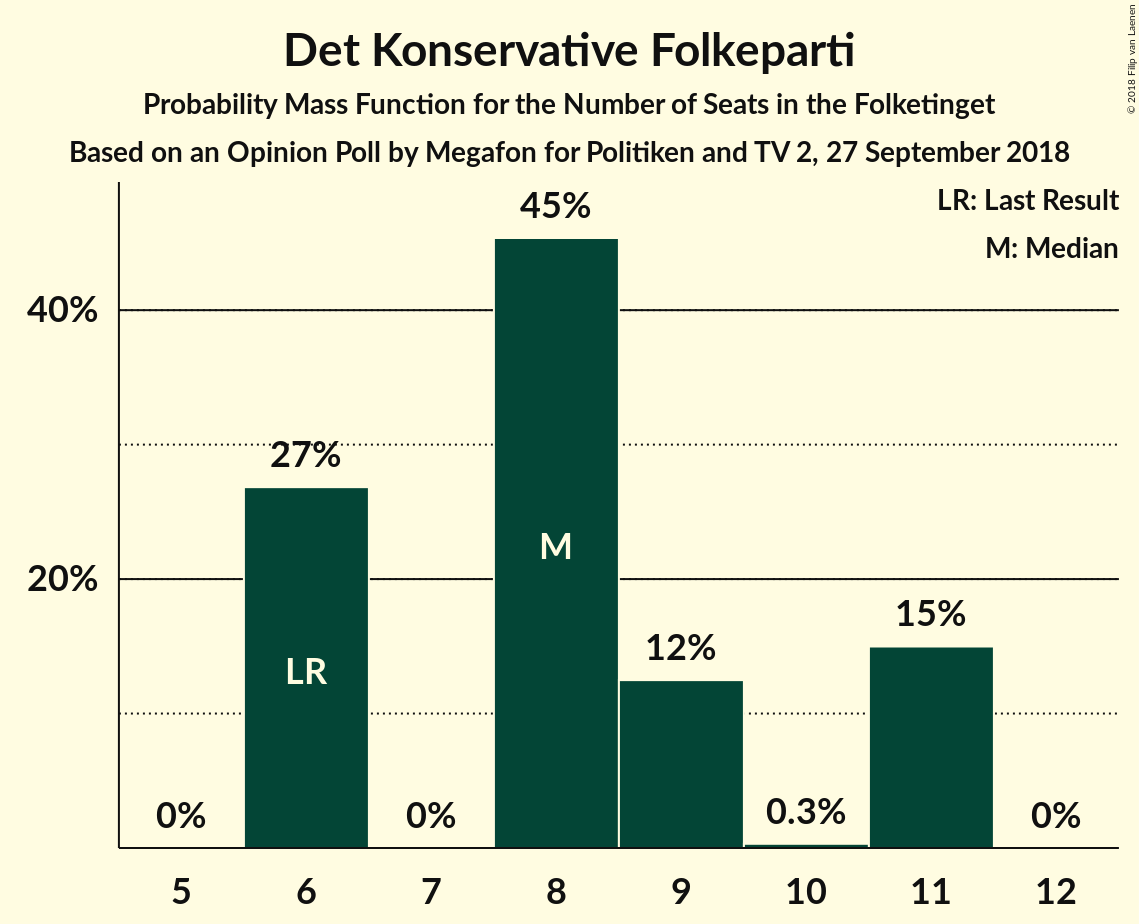 Det Konservative Folkeparti
Probability Mass Function for the Number of Seats in the Folketinget
Based on an Opinion Poll by Megafon for Politiken and TV 2, 27 September 2018
© 2018 Filip van Laenen
LR: Last Result
M: Median
45%
40%
27%
M
20%
15%
12%
LR
0%
0%
0.3%
0%
5
6
7
8
9
10
11
12